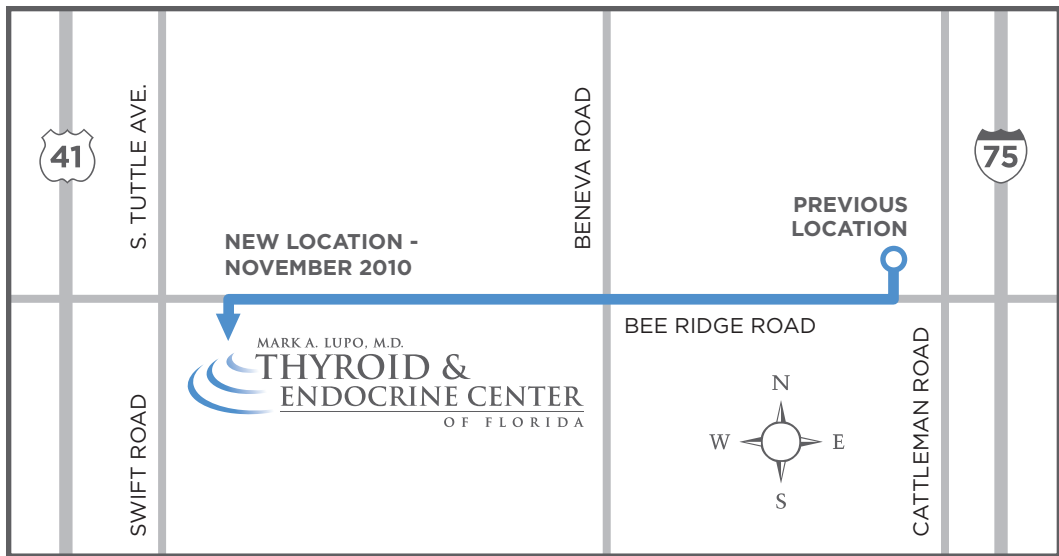 41
S. TUTTLE AVE.
BENEVA ROAD
75
PREVIOUS
LOCATION
NEW LOCATION -
NOVEMBER 2010
BEE RIDGE ROAD
MARK A. LUPO, M.D.
THYROID &
ENDOCRINE CENTER
OF FLORIDA
SWIFT ROAD
CATTLEMAN ROAD
N
W
E
S